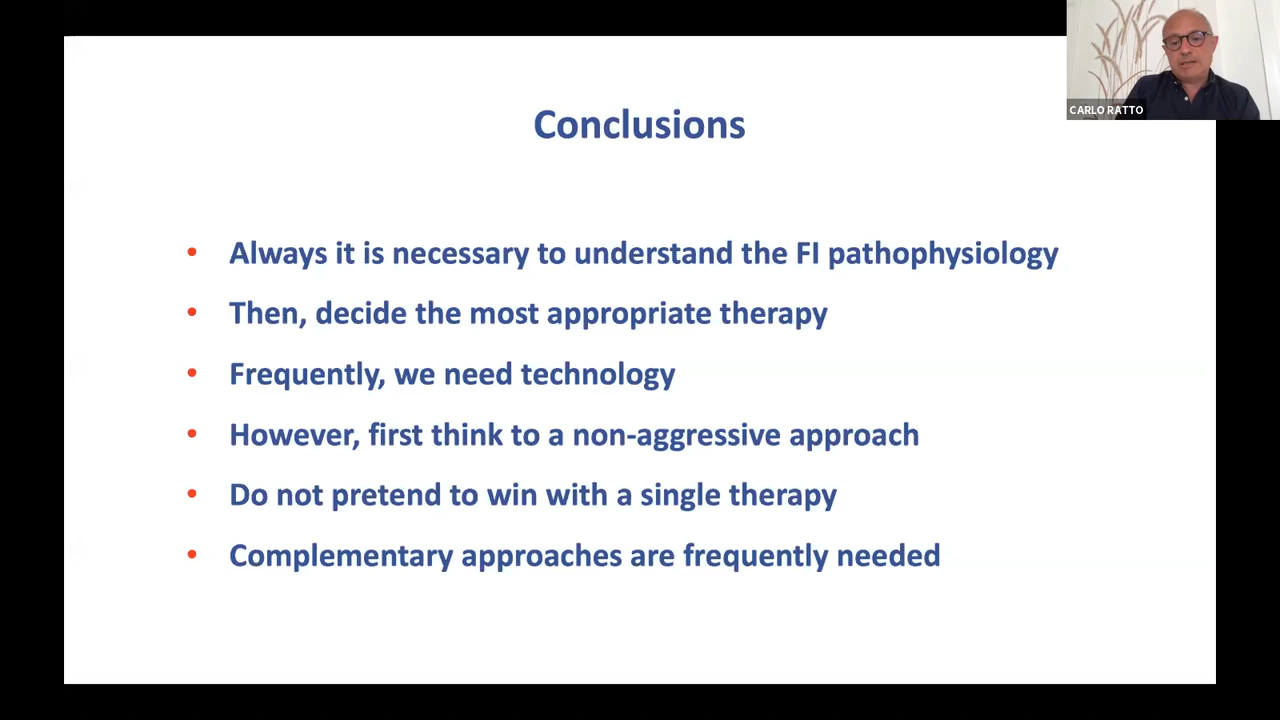 CARLO RATTO
Conclusions
• Always it is necessary to understand the FI pathophysiology
• Then, decide the most appropriate therapy
• Frequently, we need technology
• However, first think to a non-aggressive approach
• Do not pretend to win with a single therapy
• Complementary approaches are frequently needed